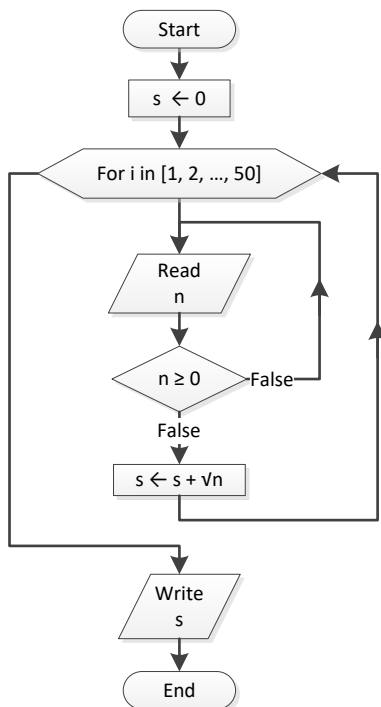 Start
s ← 0
For i in [1, 2, …, 50]
Read
n
n ≥ 0
False
False
s ← s + √n
Write
s
End